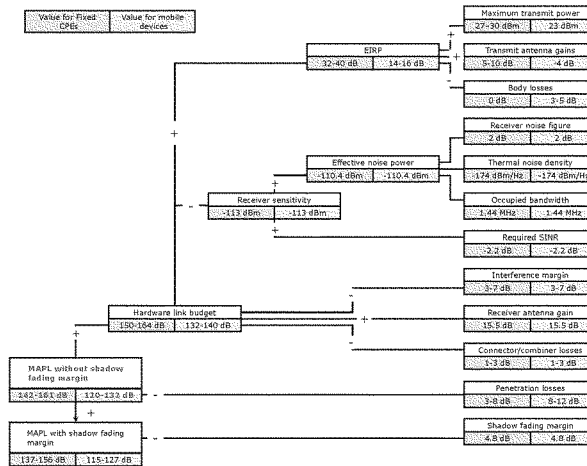 Value for Fixed CPEs
Value for mobile devices
Maximum transmit power
27-30 dBm 23 dBm
EIRP
32-40 dB 14-16 dB
+
+
-
Transmit antenna gains
5-10 dB -4 dB
Body losses
0 dB 3-5 dB
+
Receiver noise figure
2 dB 2 dB
Effective noise power
-110.4 dBm -110.4 dBm
Thermal noise density
-174 dBm/Hz -174 dBm/Hz
Occupied bandwidth
1.44 MHz 1.44 MHz
-
Receiver sensitivity
-113 dBm -113 dBm
+
+
Required SINR
-2.2 dB -2.2 dB
Interference margin
3-7 dB 3-7 dB
Hardware link budget
150-164 dB 132-140 dB
-
+
-
Receiver antenna gain
15.5 dB 15.5 dB
Connector/combiner losses
1-3 dB 1-3 dB
+
MAPL without shadow
fading margin
142-161 dB 120-132 dB
-
Penetration losses
3-8 dB 8-12 dB
+
MAPL with shadow fading
margin
137-156 dB 115-127 dB
-
Shadow fading margin
4.8 dB 4.8 dB